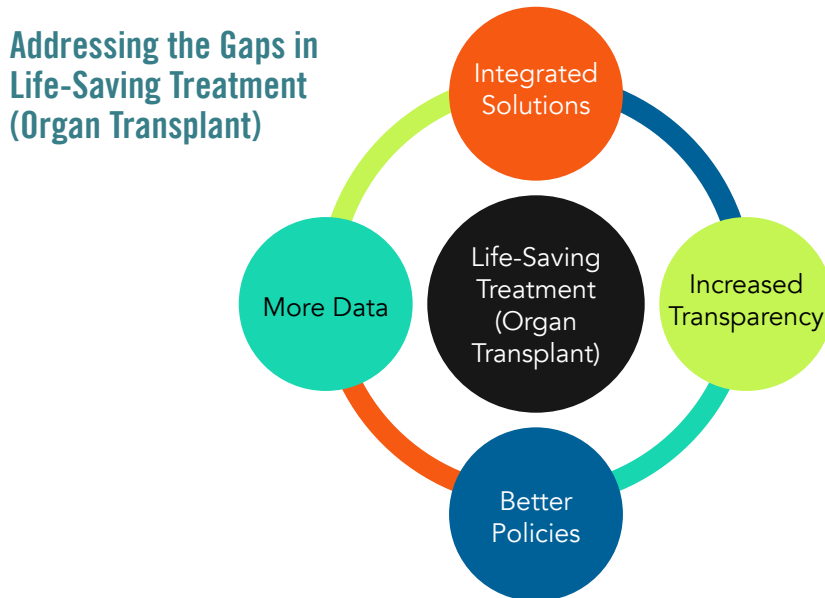 Addressing the Gaps in
Life-Saving Treatment
(Organ Transplant)
Integrated
Solutions
Life-Saving
Treatment
(Organ
Transplant)
More Data
Increased
Transparency
Better
Policies